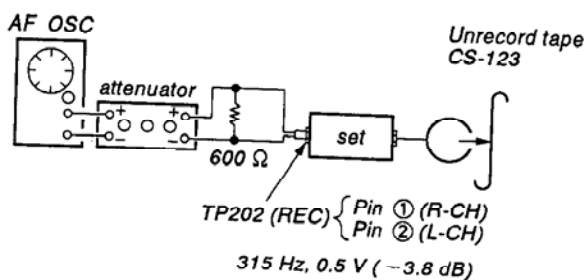 AF OSC
Unrecord tape
CS-123
attenuator
+ +
− −
600 Ω
set
TP202 (REC) { Pin ① (R-CH)
Pin ② (L-CH)
315 Hz, 0.5 V (−3.8 dB)